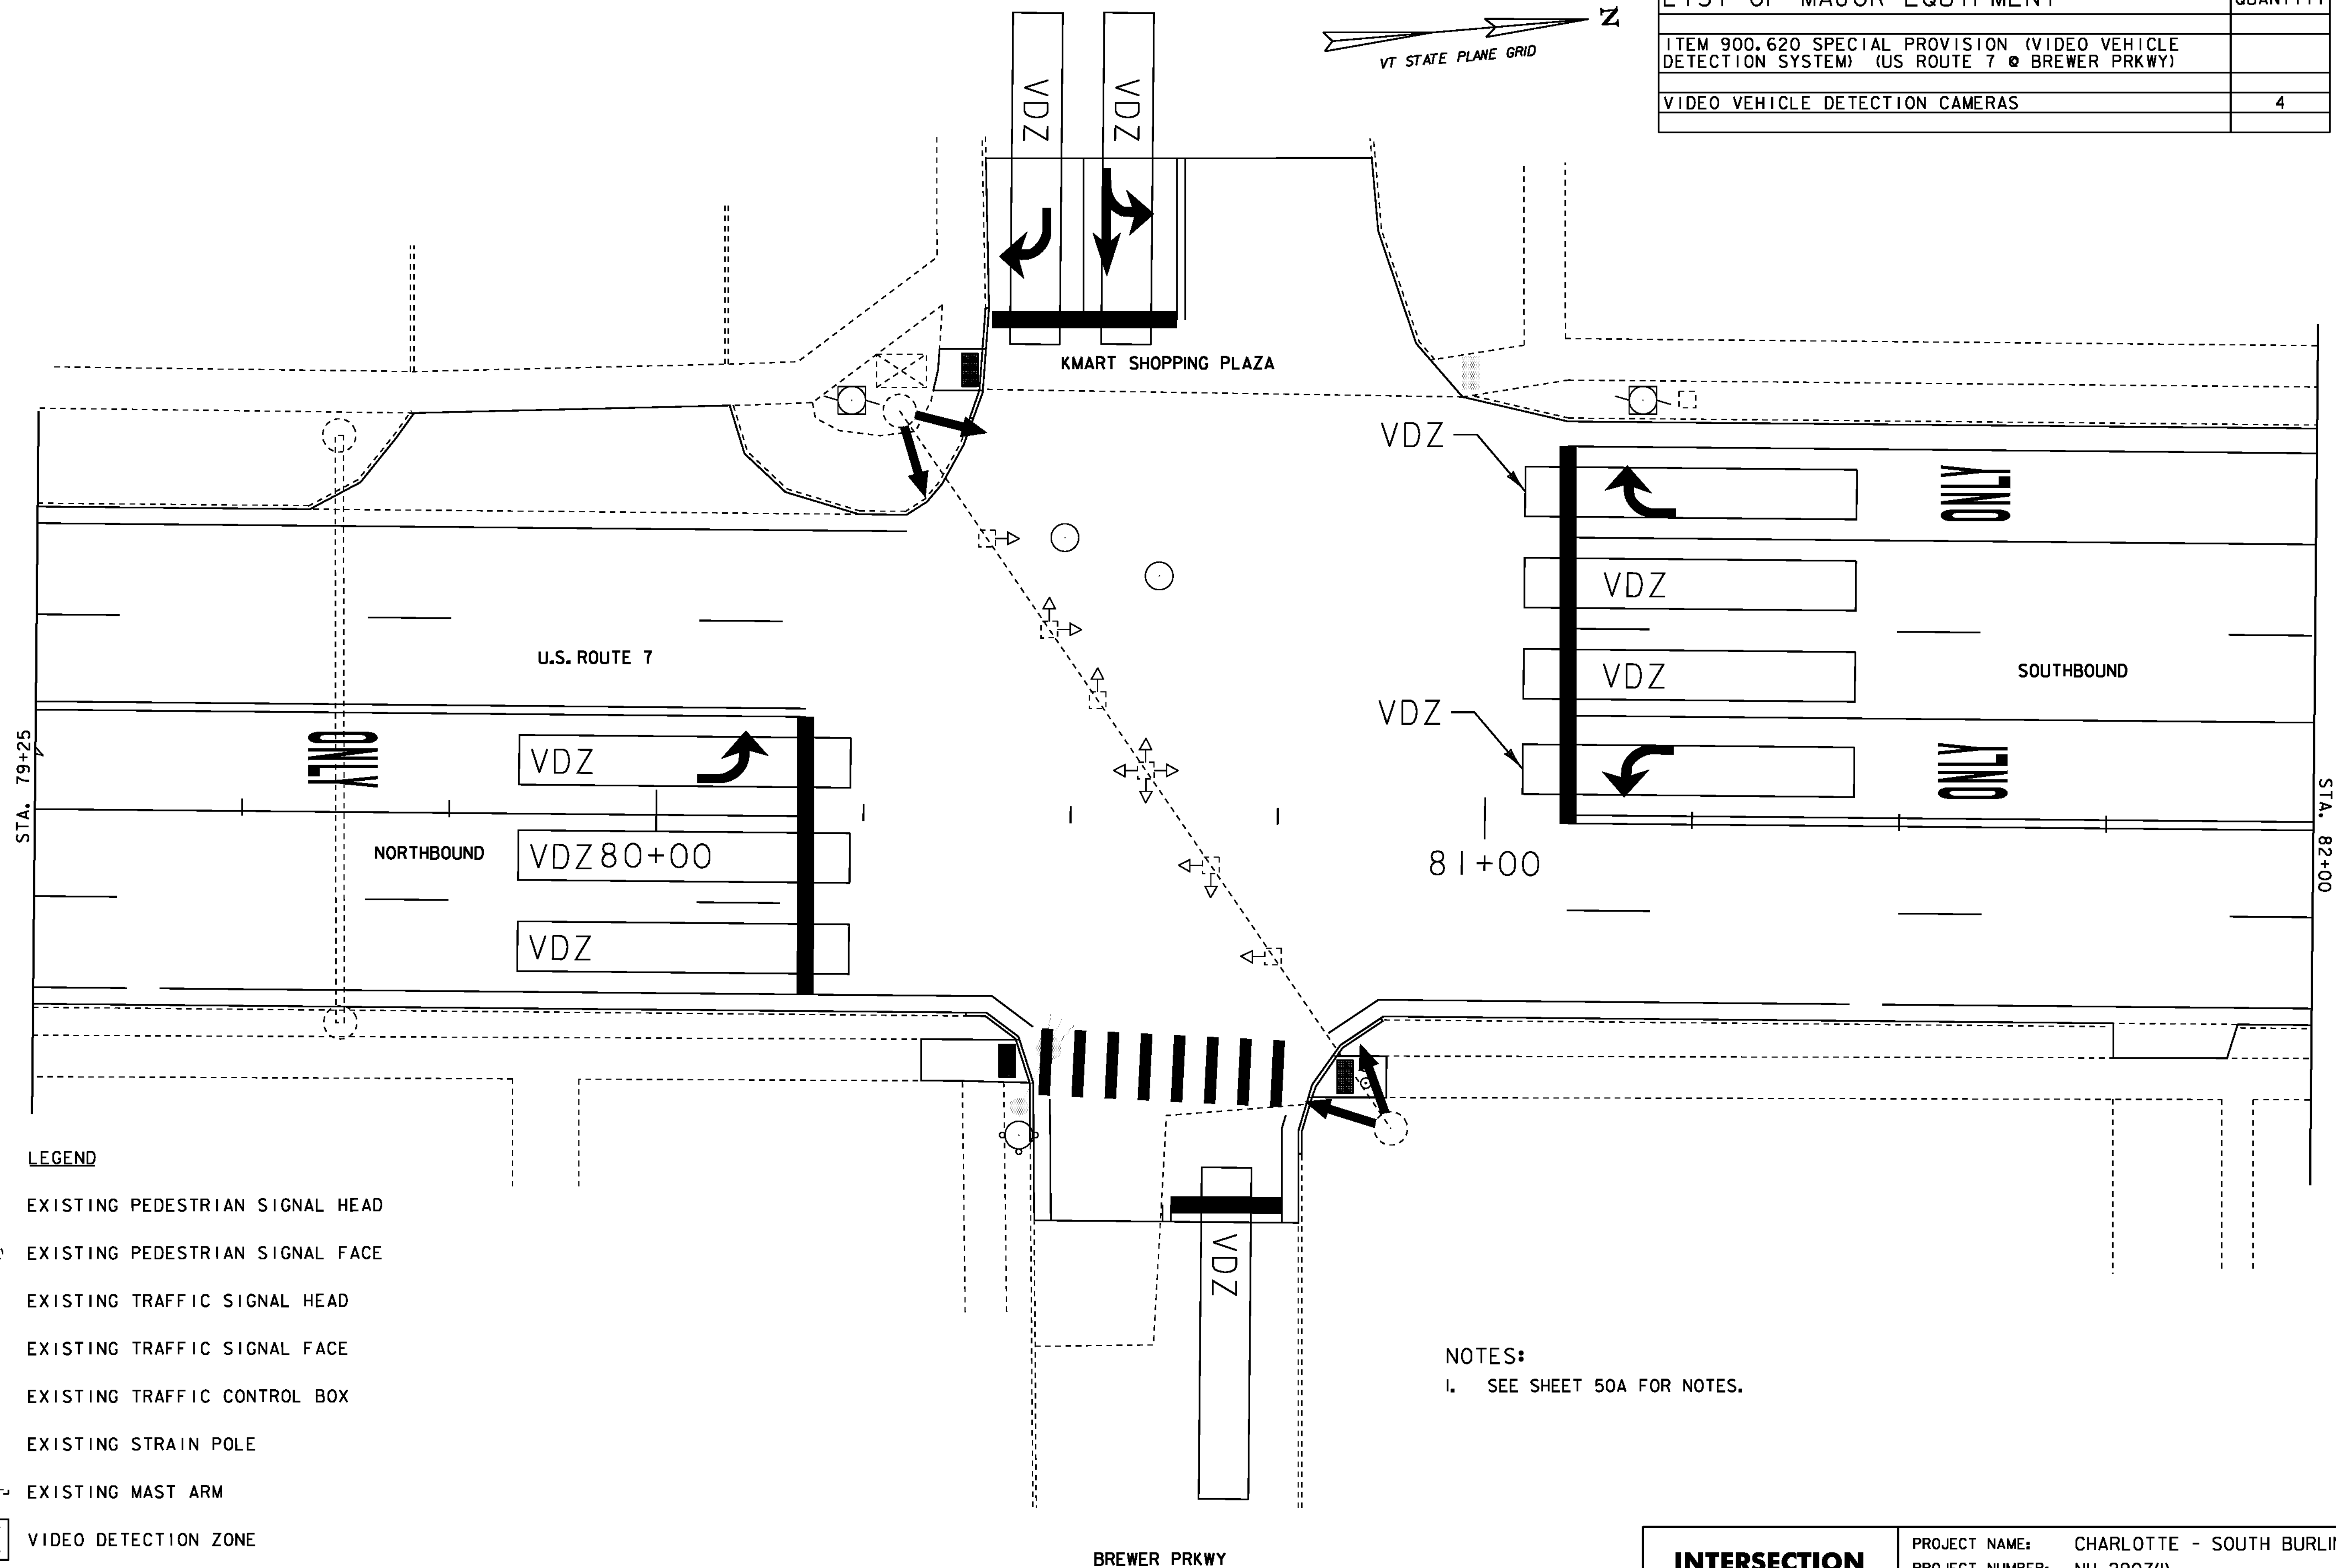 LIST OF MAJOR EQUIPMENT QUANTITY
ITEM 900.620 SPECIAL PROVISION (VIDEO VEHICLE
DETECTION SYSTEM) (US ROUTE 7 @ BREWER PRKWY)
VIDEO VEHICLE DETECTION CAMERAS 4
N
VT STATE PLANE GRID
VDZ
VDZ
KMART SHOPPING PLAZA
VDZ
ONLY
VDZ
U.S. ROUTE 7
VDZ
SOUTHBOUND
VDZ
ONLY
STA. 79+25
ONLY
VDZ
STA. 82+00
NORTHBOUND
VDZ 80+00
81+00
VDZ
VDZ
LEGEND
EXISTING PEDESTRIAN SIGNAL HEAD
EXISTING PEDESTRIAN SIGNAL FACE
EXISTING TRAFFIC SIGNAL HEAD
EXISTING TRAFFIC SIGNAL FACE
EXISTING TRAFFIC CONTROL BOX
EXISTING STRAIN POLE
EXISTING MAST ARM
VIDEO DETECTION ZONE
NOTES:
1. SEE SHEET 50A FOR NOTES.
BREWER PRKWY
INTERSECTION
PROJECT NAME: CHARLOTTE - SOUTH BURLIN
PROJECT NUMBER: